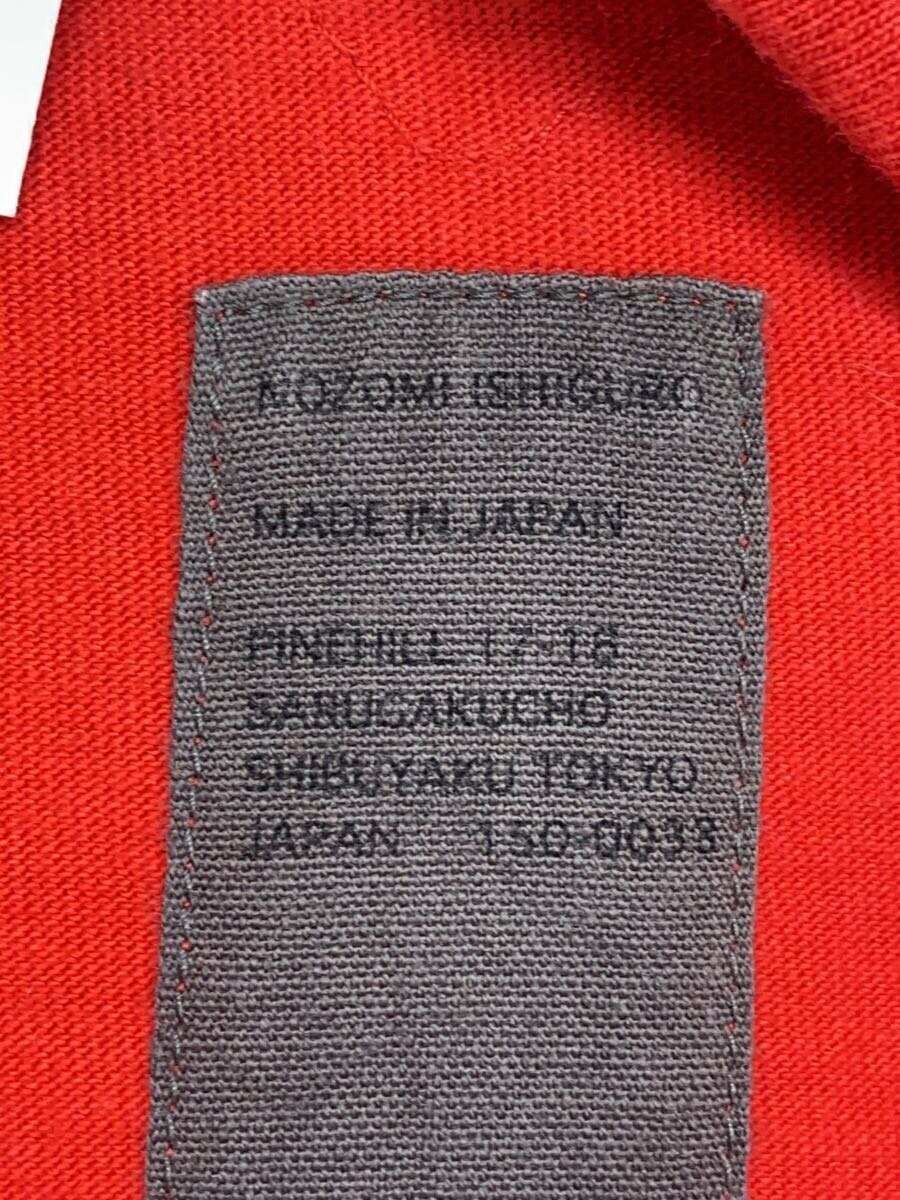 NOZOMI ISHIGURO
MADE IN JAPAN
PINEHILL 17-16
SARUGAKUCHO
SHIBUYAKU TOKYO
JAPAN 150-0033